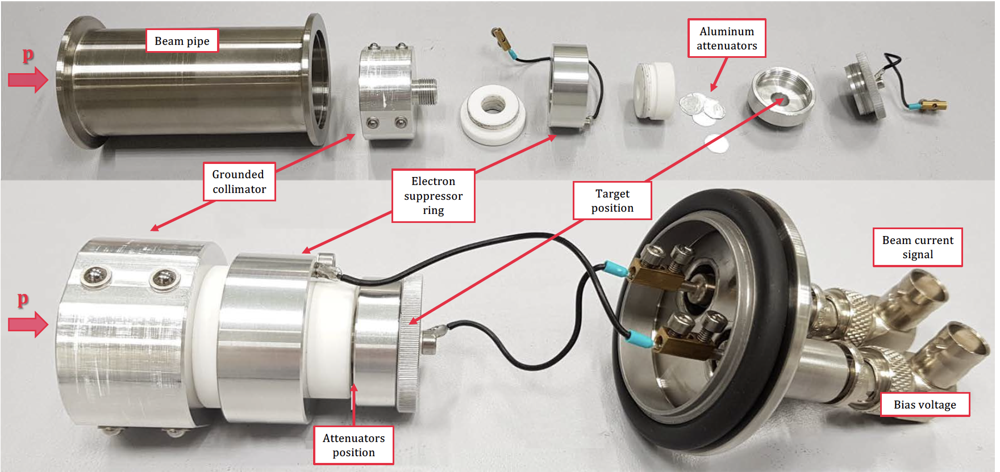 Beam pipe
Aluminum
attenuators
p
Grounded
collimator
Electron
suppressor
ring
Target
position
Beam current
signal
p
Bias voltage
Attenuators
position